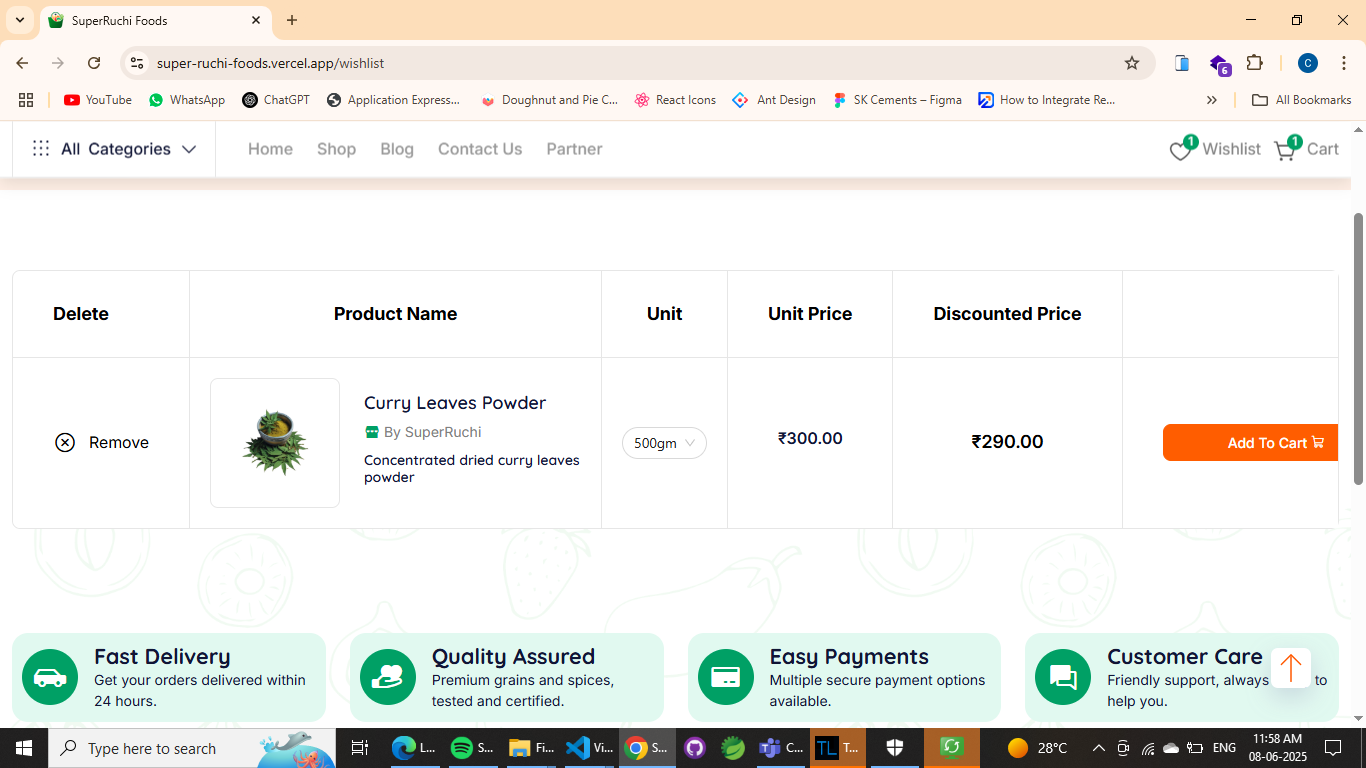 SuperRuchi Foods
super-ruchi-foods.vercel.app/wishlist
6
C
YouTube
WhatsApp
ChatGPT
Application Express...
Doughnut and Pie C...
React Icons
Ant Design
SK Cements – Figma
How to Integrate Re...
All Bookmarks
All Categories
Home
Shop
Blog
Contact Us
Partner
1
Wishlist
1
Cart
Delete
Product Name
Unit
Unit Price
Discounted Price
Remove
Curry Leaves Powder
By SuperRuchi
Concentrated dried curry leaves
powder
500gm
₹300.00
₹290.00
Add To Cart
Fast Delivery
Get your orders delivered within
24 hours.
Quality Assured
Premium grains and spices,
tested and certified.
Easy Payments
Multiple secure payment options
available.
Customer Care
Friendly support, always to
help you.
Type here to search
L...
S...
Fi...
Vi...
S...
C...
TL
T...
28°C
ENG
11:58 AM
08-06-2025